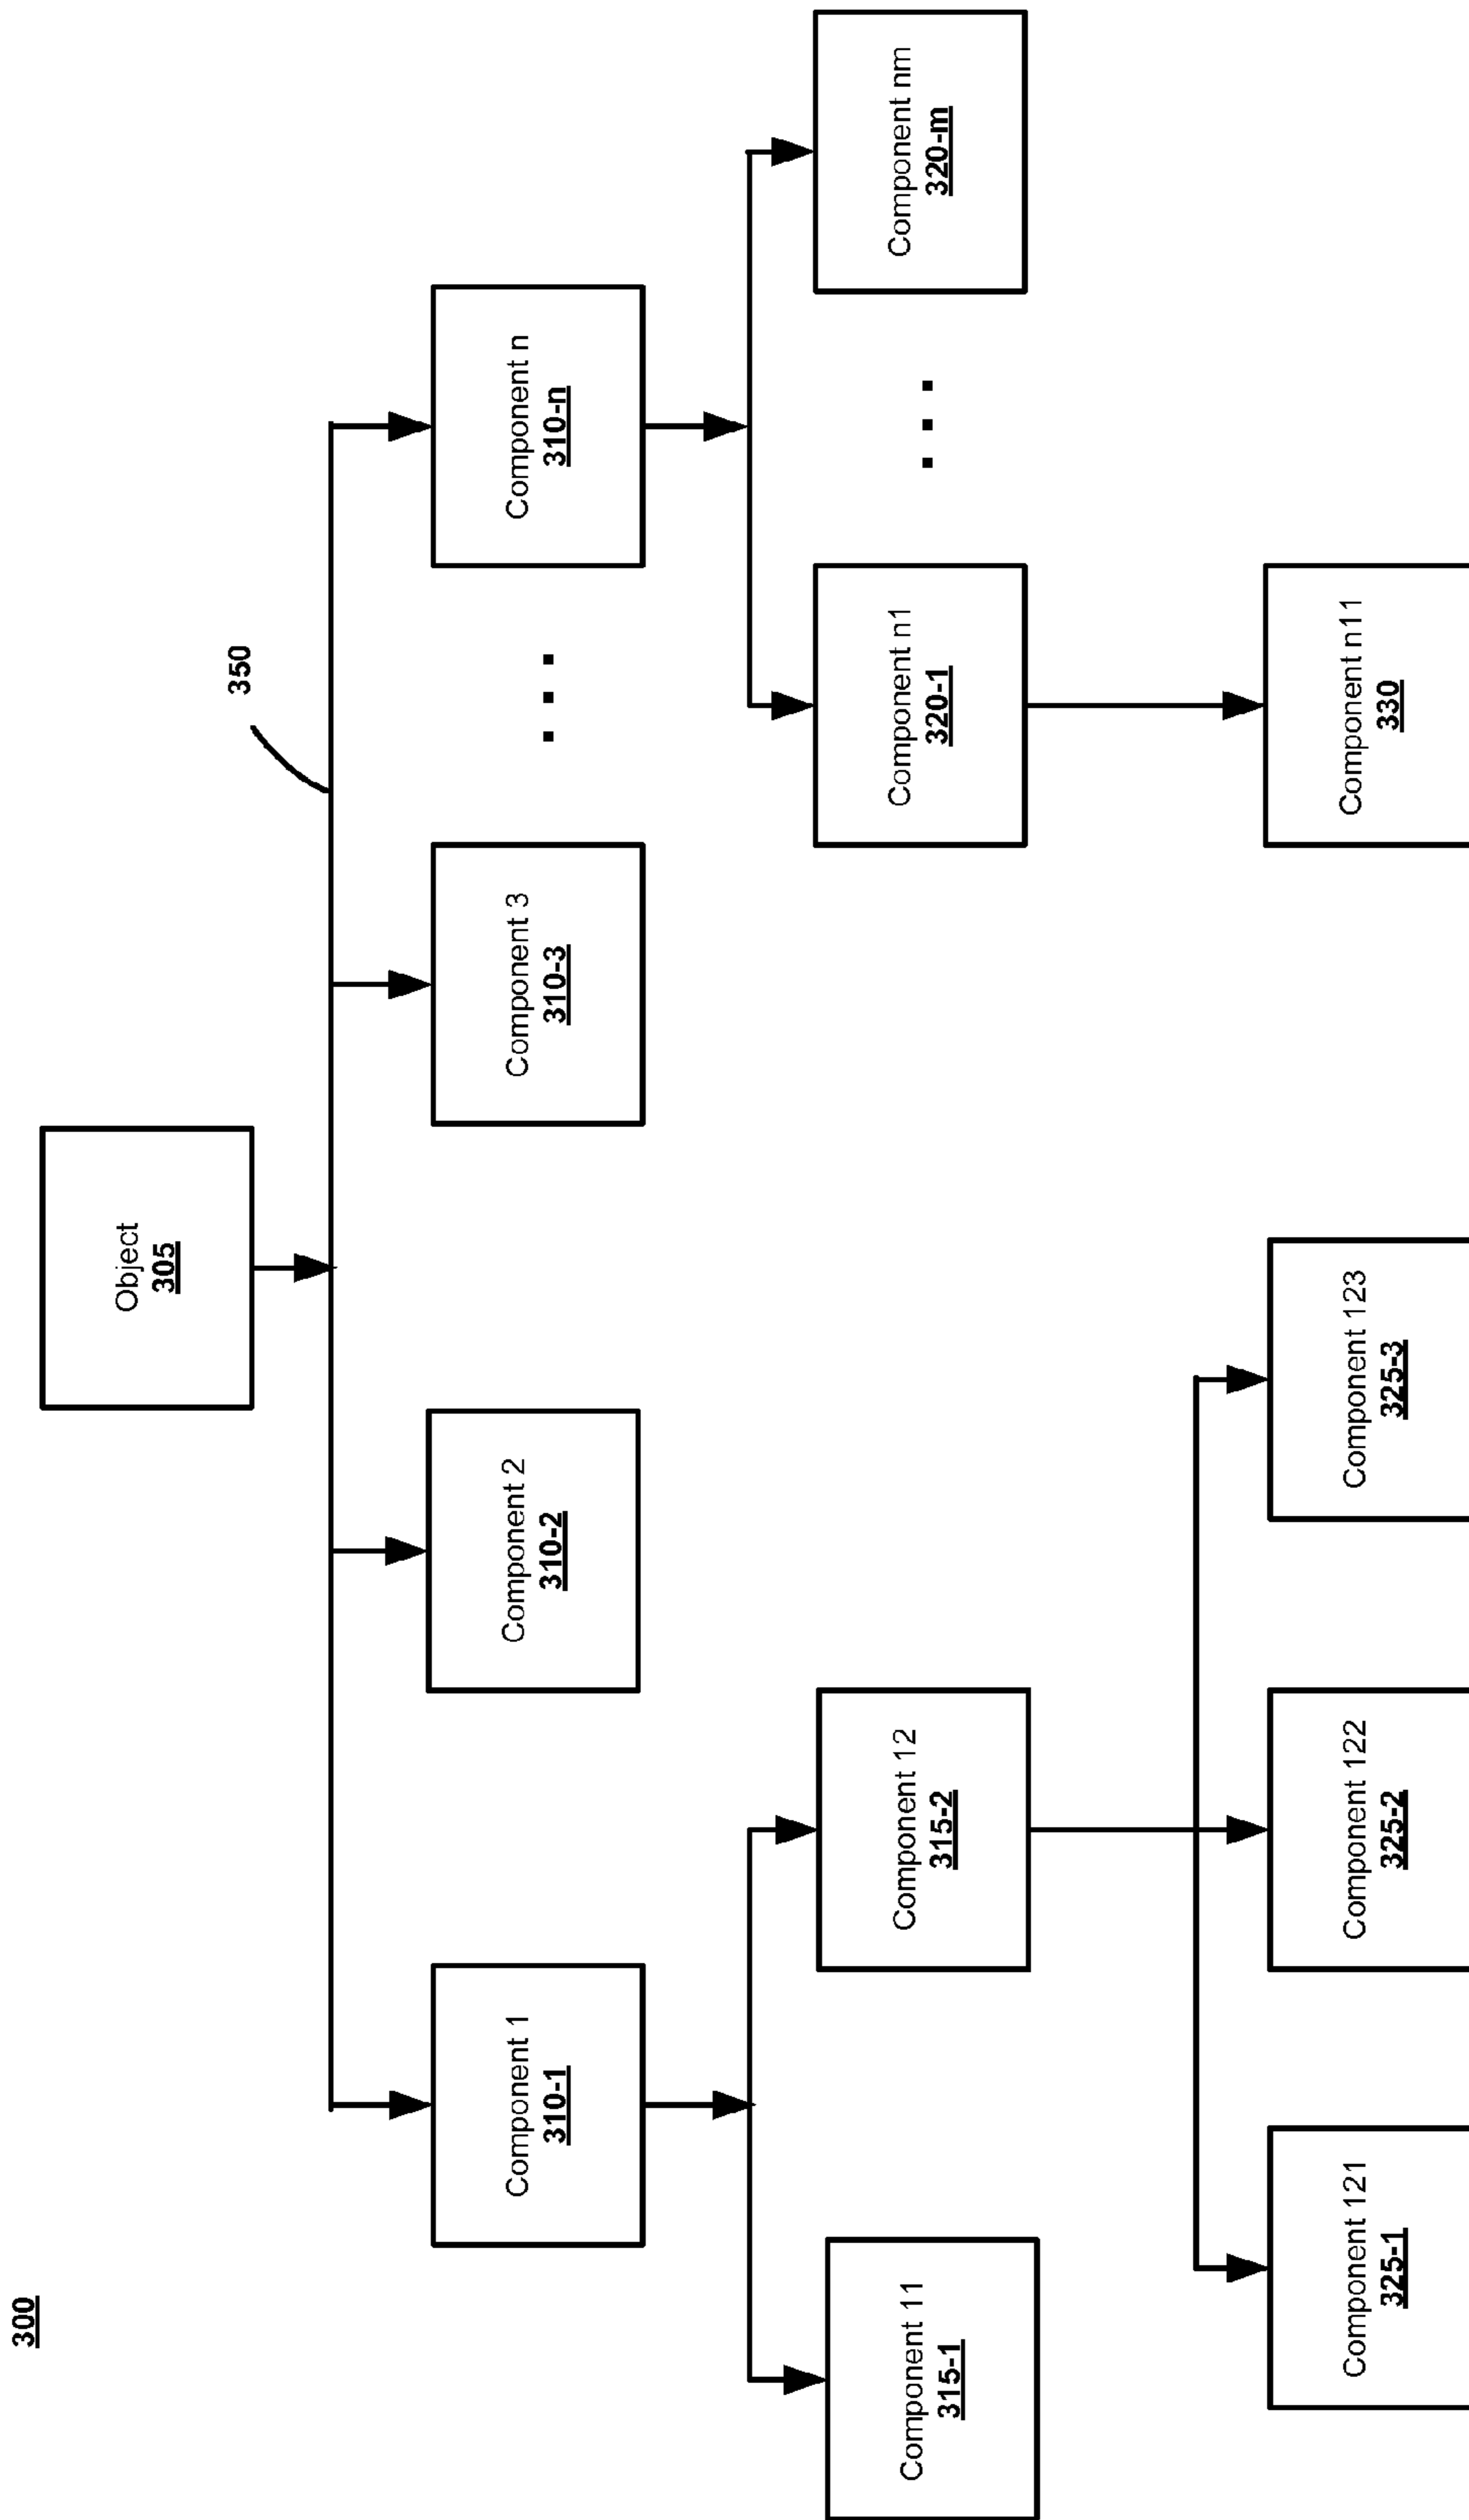 300
Object
305
350
Component 1
310-1
Component 2
310-2
Component 3
310-3
Component n
310-n
Component 11
315-1
Component 12
315-2
Component n1
320-1
Component nm
320-m
Component 121
325-1
Component 122
325-2
Component 123
325-3
Component n11
330